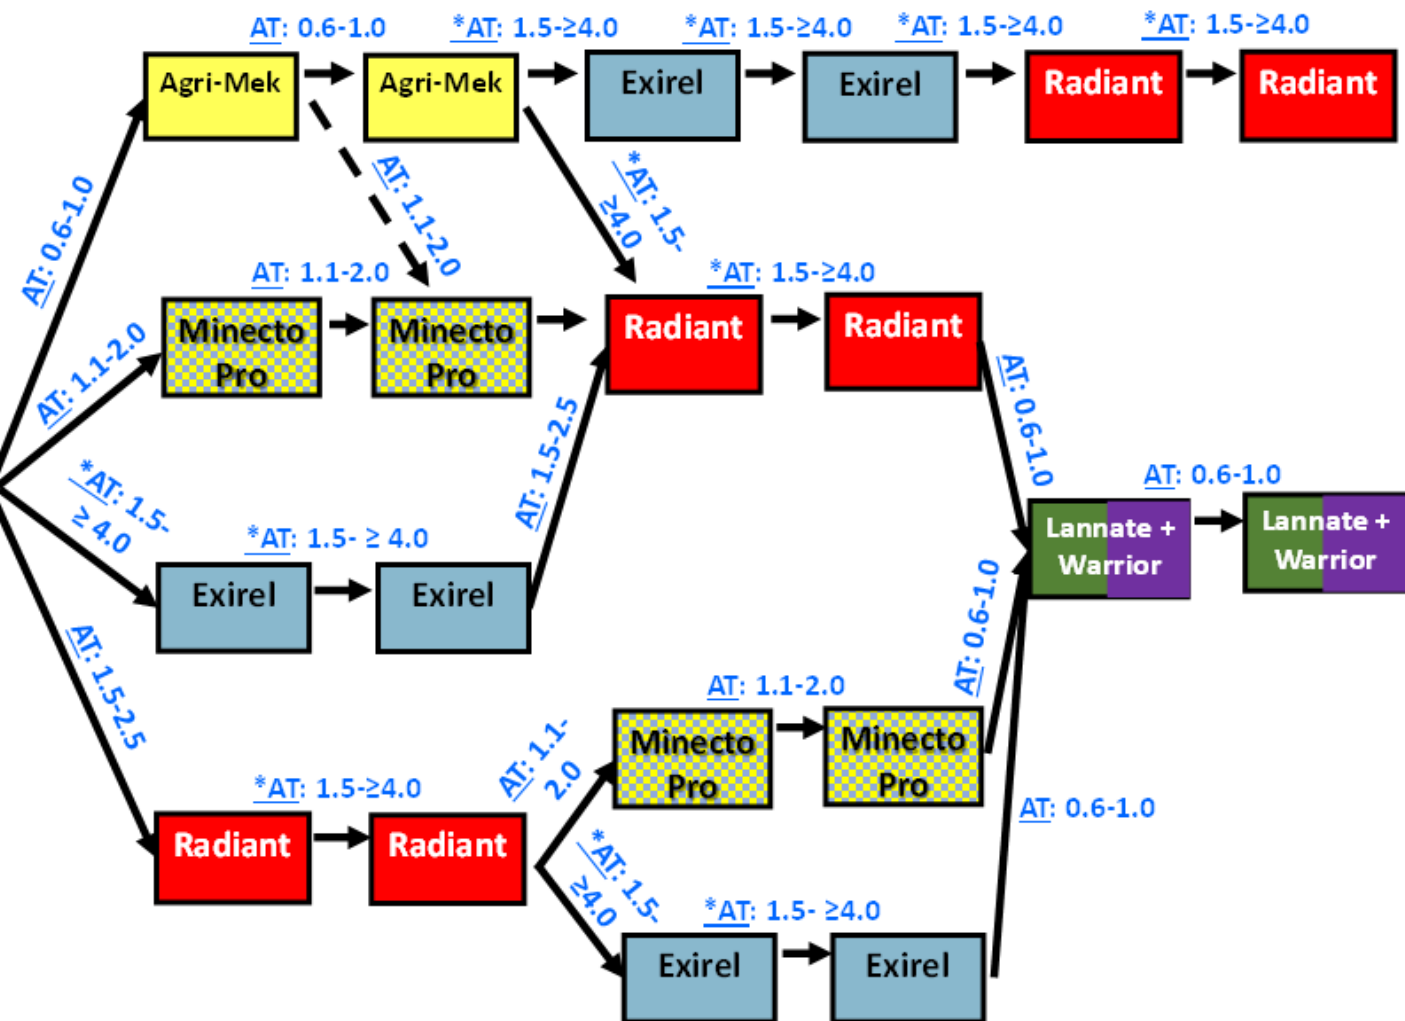 AT: 0.6-1.0
*AT: 1.5-≥4.0
*AT: 1.5-≥4.0
*AT: 1.5-≥4.0
*AT: 1.5-≥4.0
Agri-Mek
Agri-Mek
Exirel
Exirel
Radiant
Radiant
AT: 0.6-1.0
AT: 1.1-2.0
*AT: 1.5-
≥4.0
AT: 1.1-2.0
*AT: 1.5-≥4.0
AT: 1.1-2.0
Minecto
Pro
Minecto
Pro
Radiant
Radiant
AT: 0.6-1.0
*AT: 1.5-
≥ 4.0
*AT: 1.5- ≥ 4.0
AT: 1.5-2.5
Exirel
Exirel
AT: 0.6-1.0
Lannate +
Warrior
Lannate +
Warrior
AT: 1.5-2.5
AT: 0.6-1.0
AT: 1.1-2.0
AT: 1.1-
2.0
Minecto
Pro
Minecto
Pro
*AT: 1.5-≥4.0
AT: 0.6-1.0
Radiant
Radiant
*AT: 1.5-
≥4.0
*AT: 1.5- ≥4.0
Exirel
Exirel